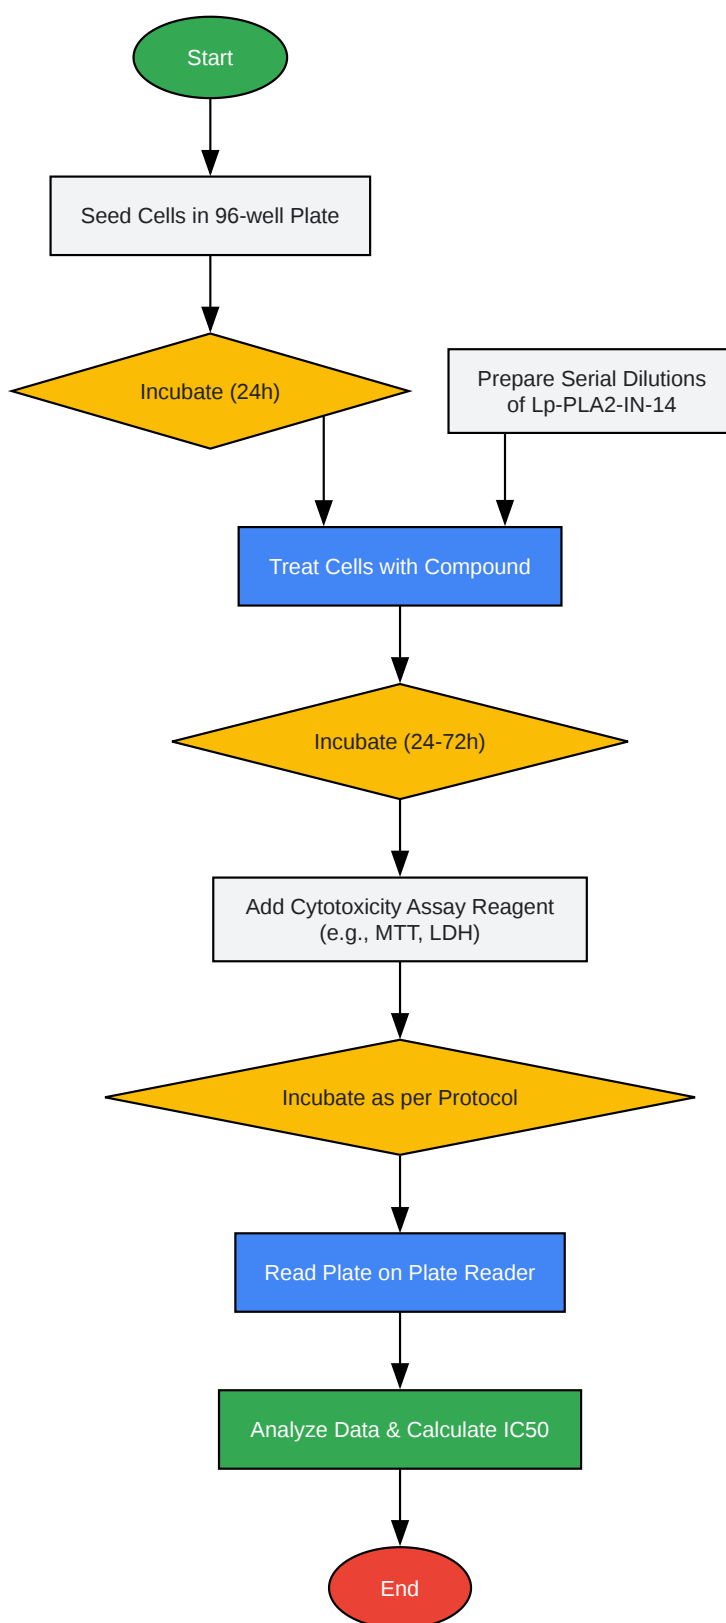 Start
Seed Cells in 96-well Plate
Incubate (24h)
Prepare Serial Dilutions
of Lp-PLA2-IN-14
Treat Cells with Compound
Incubate (24-72h)
Add Cytotoxicity Assay Reagent
(e.g., MTT, LDH)
Incubate as per Protocol
Read Plate on Plate Reader
Analyze Data & Calculate IC50
End